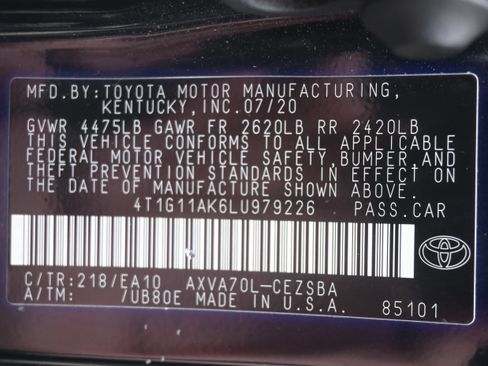 MFD.BY:TOYOTA MOTOR MANUFACTURING,
KENTUCKY,INC.07/20
GVWR 4475LB GAWR FR 2620LB RR 2420LB
THIS VEHICLE CONFORMS TO ALL APPLICABLE
FEDERAL MOTOR VEHICLE SAFETY,BUMPER,AND
THEFT PREVENTION STANDARDS IN EFFECT ON
THE DATE OF MANUFACTURE SHOWN ABOVE.
4T1G11AK6LU979226 PASS.CAR
C/TR:218/EA10 AXVA70L-CEZSBA
A/TM: /UB80E MADE IN U.S.A. 85101